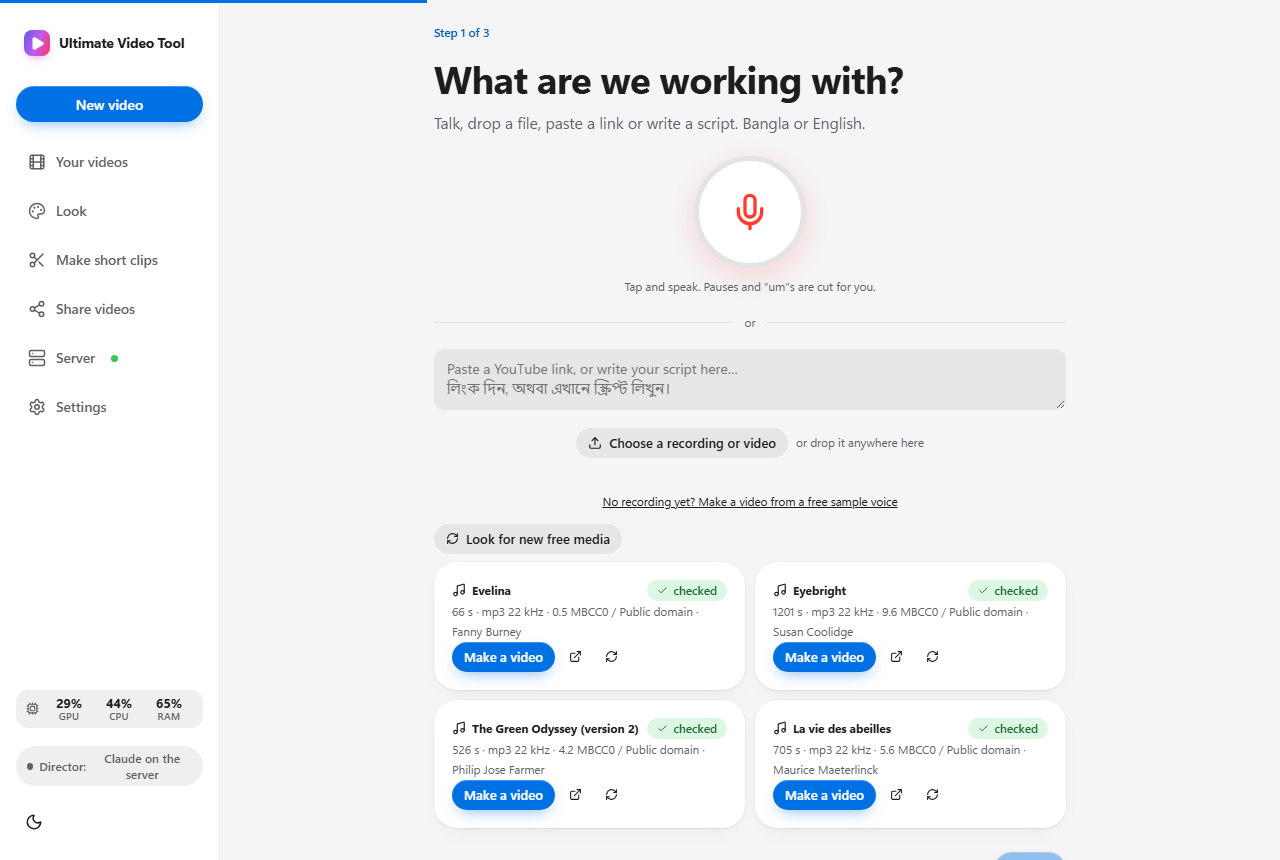 Ultimate Video Tool
New video
Your videos
Look
Make short clips
Share videos
Server
Settings
29%
GPU
44%
CPU
65%
RAM
Director:
Claude on the
server
Step 1 of 3
What are we working with?
Talk, drop a file, paste a link or write a script. Bangla or English.
Tap and speak. Pauses and “um”s are cut for you.
or
Paste a YouTube link, or write your script here…
লিংক দিন, অথবা এখানে স্ক্রিপ্ট লিখুন।
Choose a recording or video
or drop it anywhere here
No recording yet? Make a video from a free sample voice
Look for new free media
Evelina
checked
66 s · mp3 22 kHz · 0.5 MBCC0 / Public domain ·
Fanny Burney
Make a video
Eyebright
checked
1201 s · mp3 22 kHz · 9.6 MBCC0 / Public domain ·
Susan Coolidge
Make a video
The Green Odyssey (version 2)
checked
526 s · mp3 22 kHz · 4.2 MBCC0 / Public domain ·
Philip Jose Farmer
Make a video
La vie des abeilles
checked
705 s · mp3 22 kHz · 5.6 MBCC0 / Public domain ·
Maurice Maeterlinck
Make a video